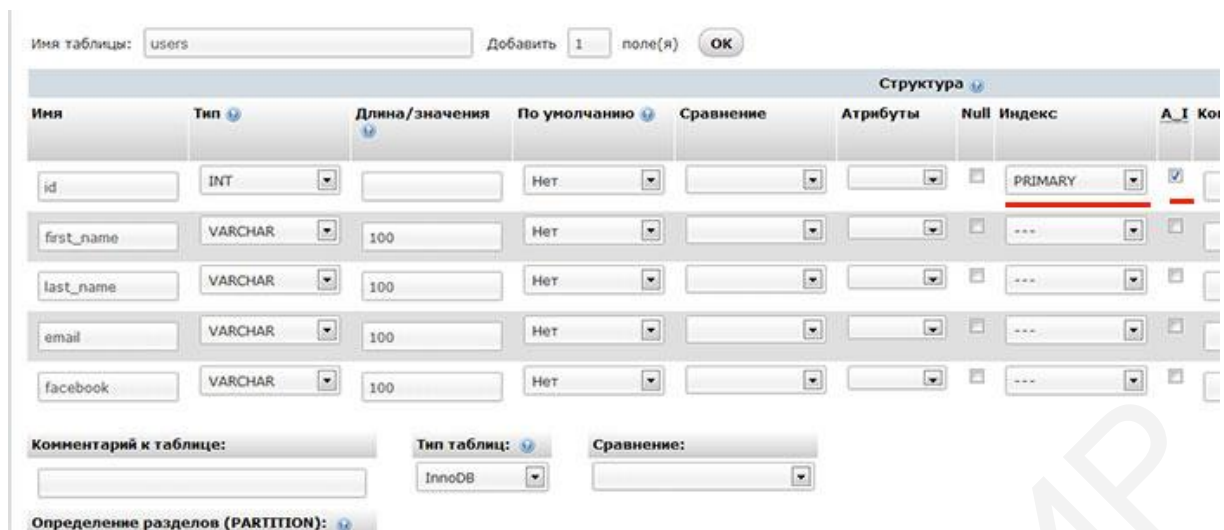 Имя таблицы: users Добавить 1 поле(я) OK
Структура
Имя Тип Длина/значения По умолчанию Сравнение Атрибуты Null Индекс A_I
id INT Нет PRIMARY
first_name VARCHAR 100 Нет ---
last_name VARCHAR 100 Нет ---
email VARCHAR 100 Нет ---
facebook VARCHAR 100 Нет ---
Комментарий к таблице: Тип таблиц: Сравнение:
InnoDB
Определение разделов (PARTITION):
MP